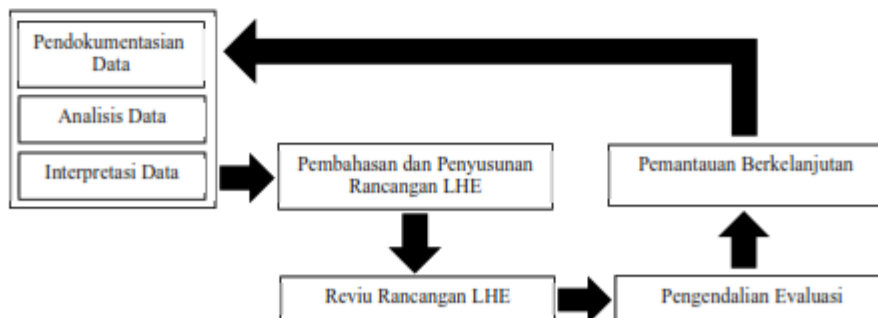 Pendokumentasian
Data
Analisis Data
Interpretasi Data
Pembahasan dan Penyusunan
Rancangan LHE
Pemantauan Berkelanjutan
Reviu Rancangan LHE
Pengendalian Evaluasi